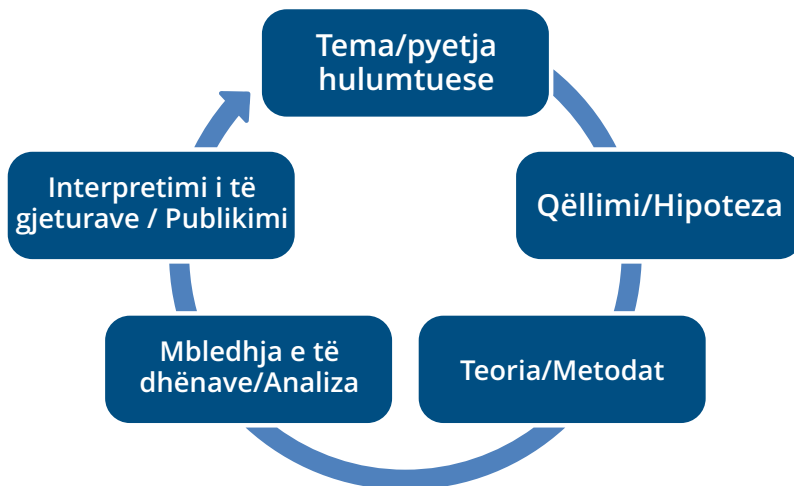 Tema/pyetja
hulumtuese
Qëllimi/Hipoteza
Teoria/Metodat
Mbledhja e të
dhënave/Analiza
Interpretimi i të
gjeturave / Publikimi